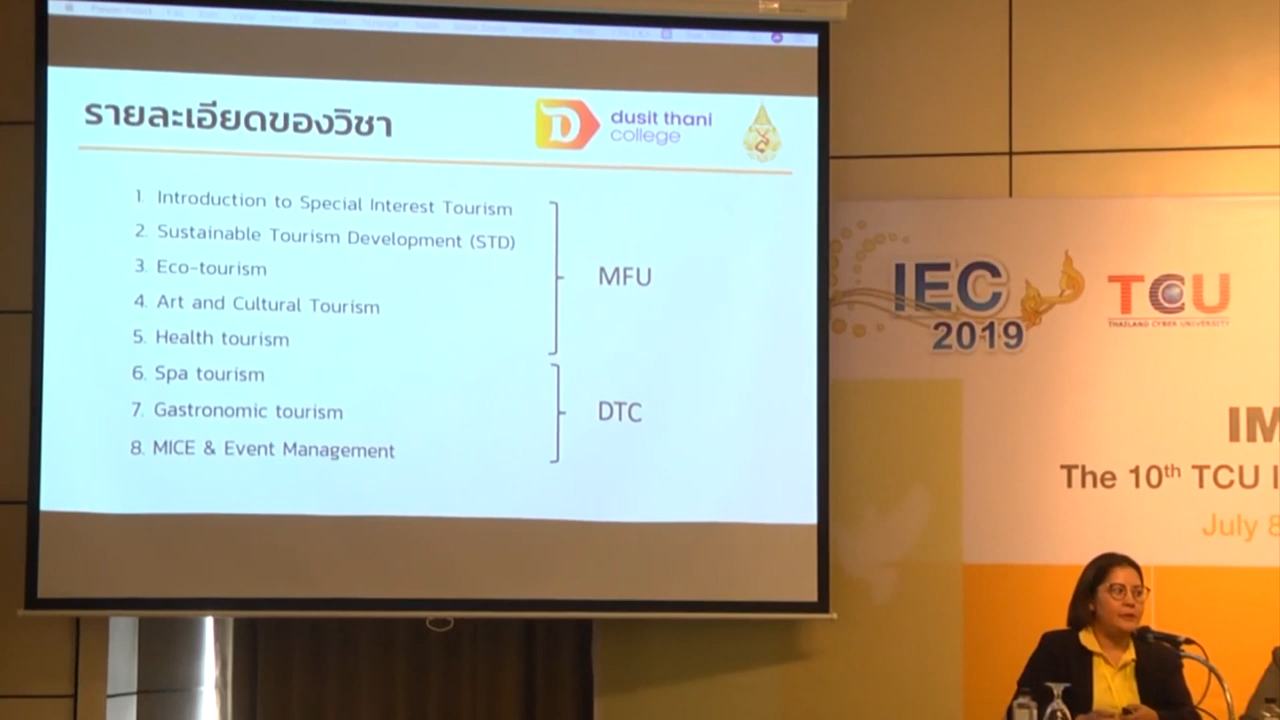 รายละเอียดของวิชา
dusit thani
college
1. Introduction to Special Interest Tourism
2. Sustainable Tourism Development (STD)
3. Eco-tourism
4. Art and Cultural Tourism
5. Health tourism
6. Spa tourism
7. Gastronomic tourism
8. MICE & Event Management
MFU
DTC
IEC
2019
TCU
THAILAND CYBER UNIVERSITY
IM
The 10th TCU I
July 8